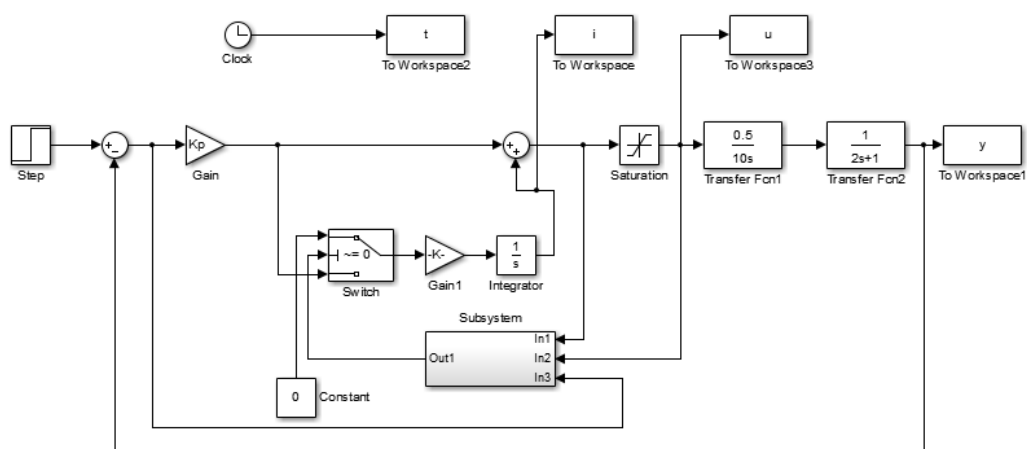 t
i
u
Clock
To Workspace2
To Workspace
To Workspace3
Step
+
−
Kp
Gain
+
+
Saturation
0.5
10s
Transfer Fcn1
1
2s+1
Transfer Fcn2
y
To Workspace1
~= 0
Switch
-K-
Gain1
1
s
Integrator
Subsystem
Out1
In1
In2
In3
0
Constant